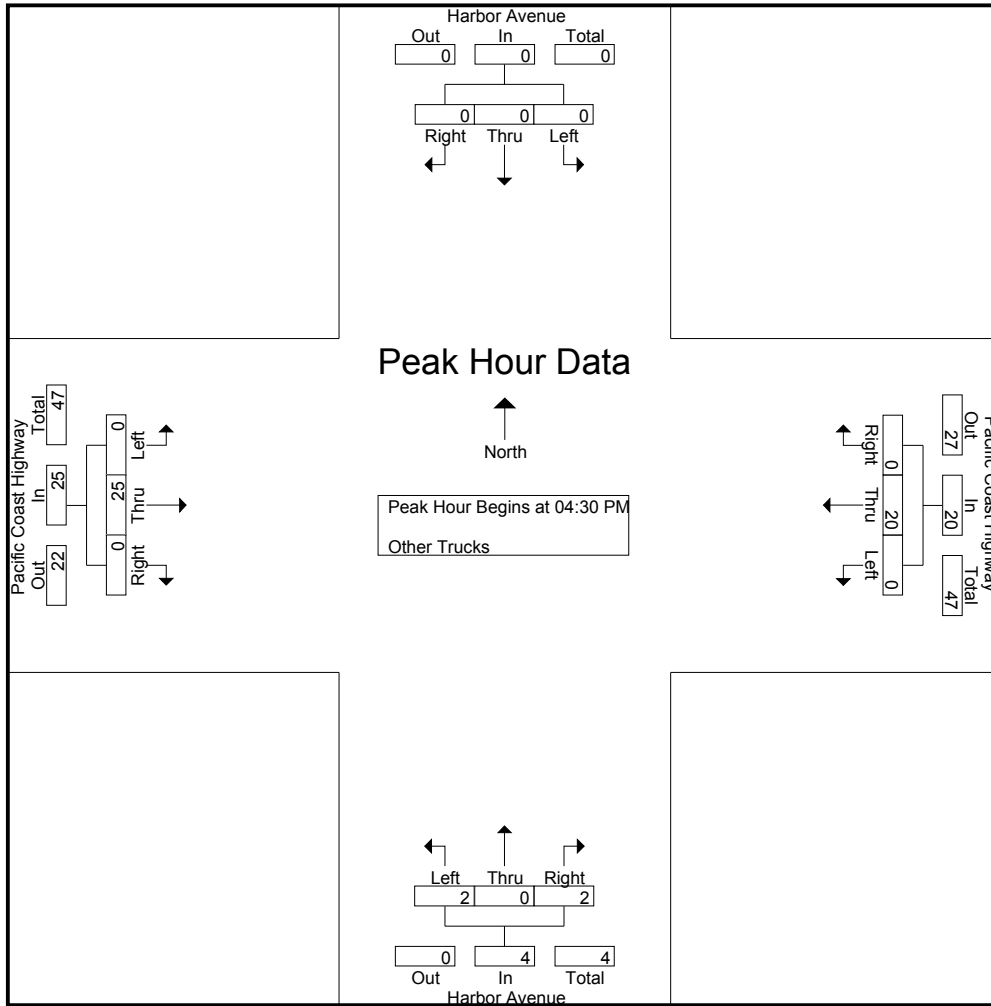 Harbor Avenue
Out In Total
0 0 0
0 0 0
Right Thru Left
Peak Hour Data
North
Peak Hour Begins at 04:30 PM
Other Trucks
Pacific Coast Highway
Out In Total
22 25 47
Right Thru Left
0 25 0
Pacific Coast Highway
Out In Total
27 20 47
Right Thru Left
0 20 0
Left Thru Right
2 0 2
0 4 4
Out In Total
Harbor Avenue